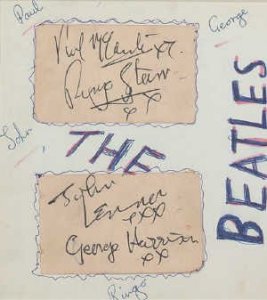 Paul
George
Paul McCartney xx
Ringo Starr
xx
John
THE
BEATLES
John
Lennon
xxx
George Harrison
xx
Ringo